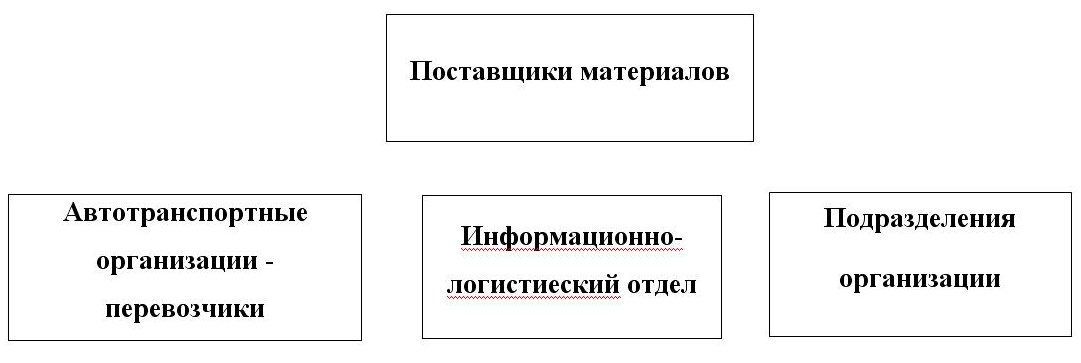 Поставщики материалов
Автотранспортные
организации -
перевозчики
Информационно-
логистиеский отдел
Подразделения
организации